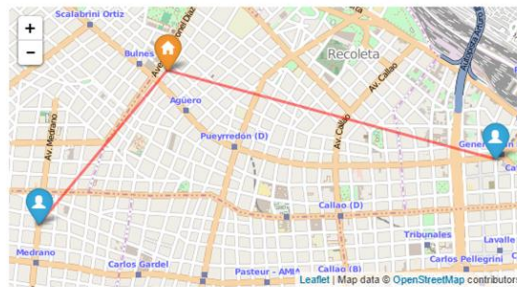 Scalabrini Ortiz
+
−
Bulnes
Recoleta
Av. Callao
Agüero
Av. Medrano
Pueyrredón (D)
Av. Callao
General
Callao (D)
Tribunales
Lavalle
Medrano
Carlos Gardel
Pasteur - AMIA
Callao (B)
Carlos Pellegrini
Leaflet | Map data © OpenStreetMap contributors